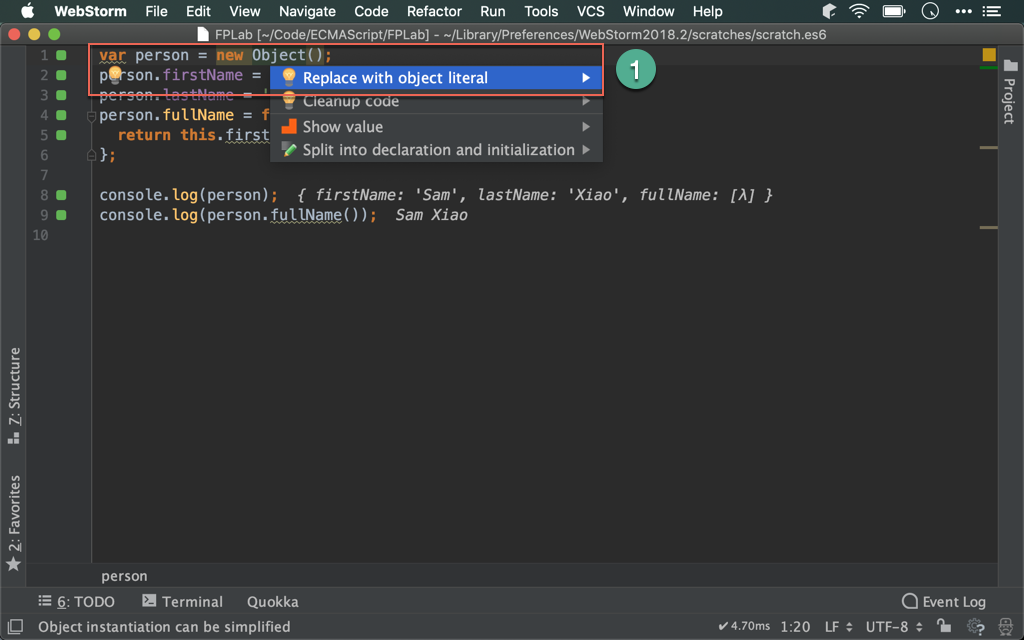 WebStorm File Edit View Navigate Code Refactor Run Tools VCS Window Help
FPLab [~/Code/ECMAScript/FPLab] - ~/Library/Preferences/WebStorm2018.2/scratches/scratch.es6
1 var person = new Object();
2 person.firstName =
Replace with object literal
1
3 person.lastName = '
Cleanup code
4 person.fullName = f
5 return this.first
Show value
6 };
Split into declaration and initialization
7
8 console.log(person); { firstName: 'Sam', lastName: 'Xiao', fullName: [λ] }
9 console.log(person.fullName()); Sam Xiao
10
Project
Z: Structure
2: Favorites
person
6: TODO Terminal Quokka Event Log
Object instantiation can be simplified ✔4.70ms 1:20 LF UTF-8